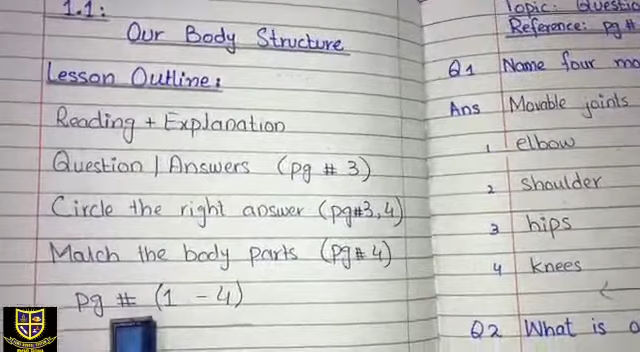 1.1:
Our Body Structure
Lesson Outline:
Reading + Explanation
Question | Answers (pg # 3)
Circle the right answer (pg#3,4)
Match the body parts (pg#4)
pg # (1 - 4)
Topic: Questio
Reference: pg #
Q1 Name four mo
Ans Movable joints
1 elbow
2 shoulder
3 hips
4 knees
Q2 What is a